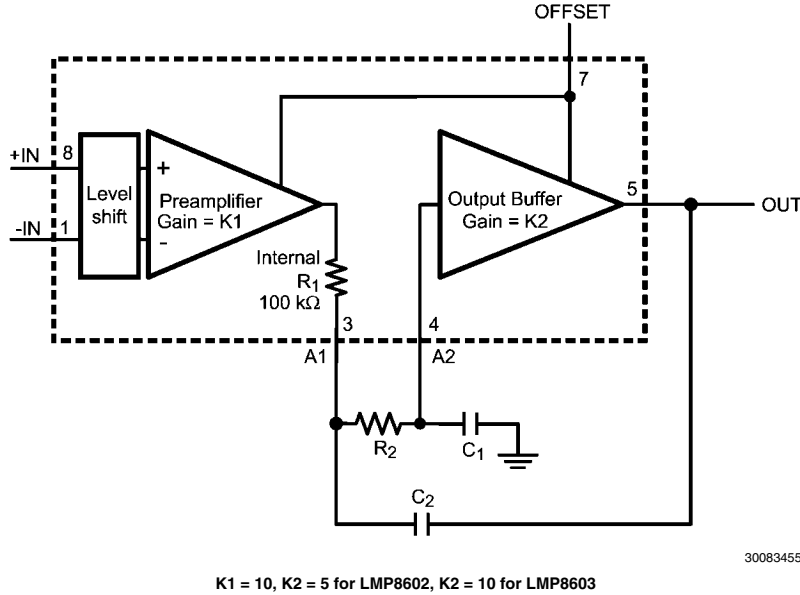 OFFSET
7
+IN
8
Level
shift
+
Preamplifier
Gain = K1
-
-IN
1
Output Buffer
Gain = K2
5
OUT
Internal
R1
100 kΩ
3
4
A1
A2
R2
C1
C2
30083455
K1 = 10, K2 = 5 for LMP8602, K2 = 10 for LMP8603